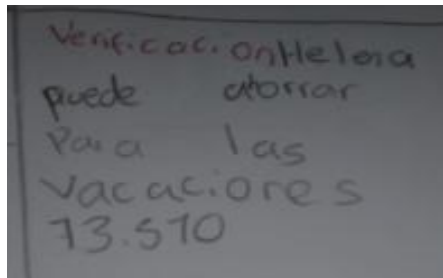 Verificacion Helena
puede ahorrar
Para las
vacaciones
73.510